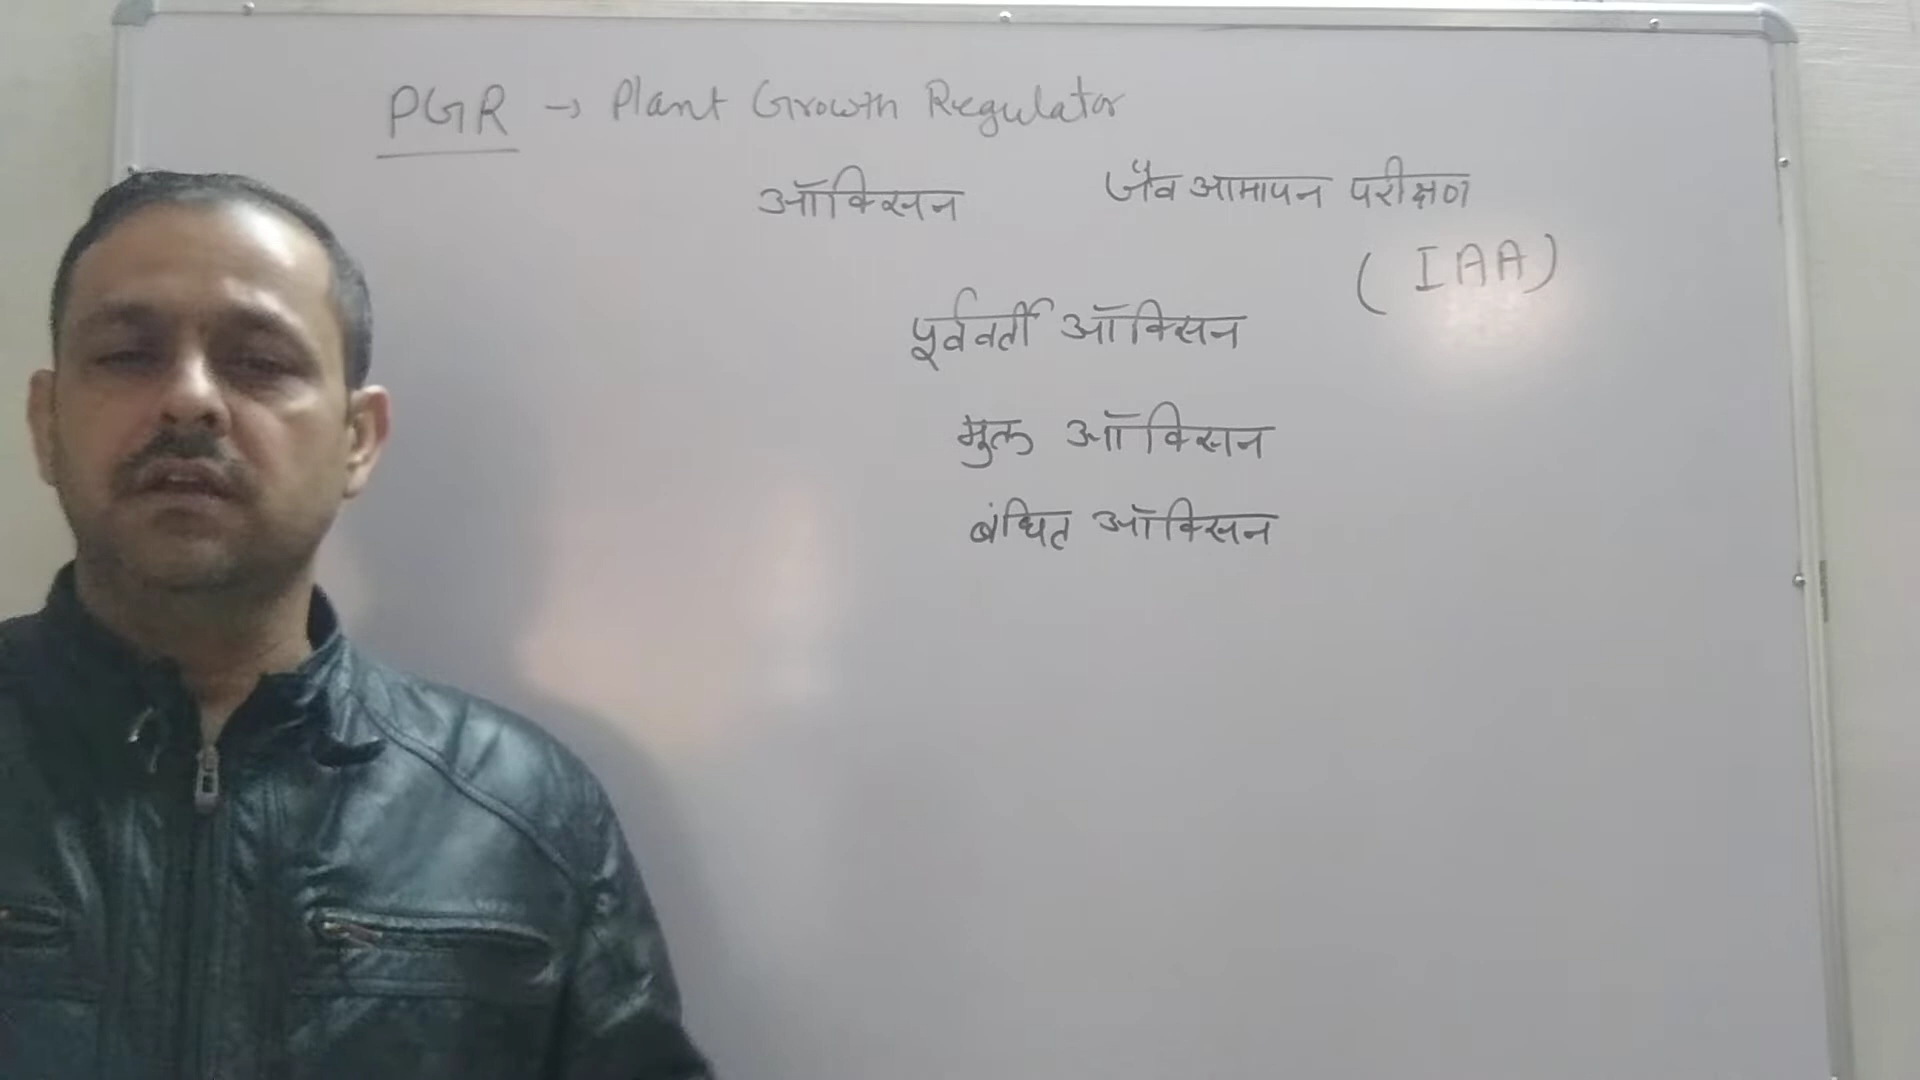 PGR → Plant Growth Regulator
ऑक्सिन जैव आमापन परीक्षण
(IAA)
पूर्ववर्ती ऑक्सिन
मुक्त ऑक्सिन
बंधित ऑक्सिन